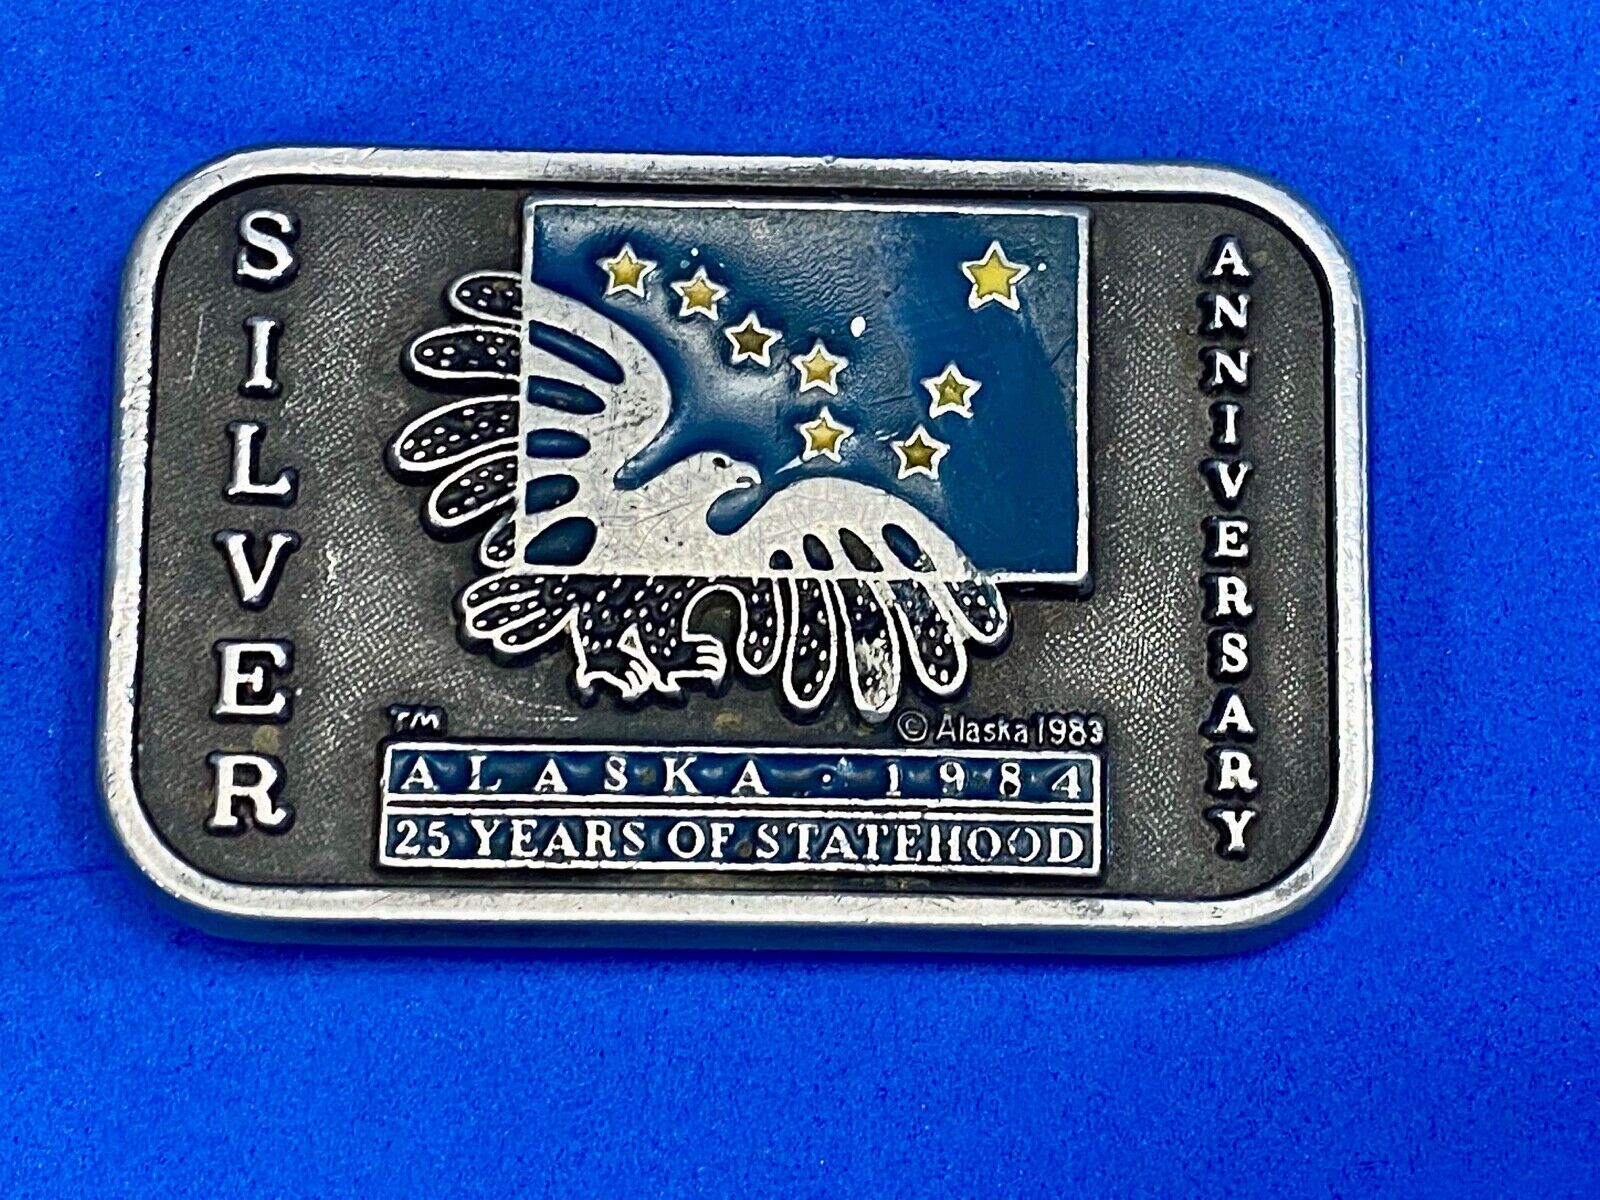 SILVER
ANNIVERSARY
TM
© Alaska 1983
ALASKA · 1984
25 YEARS OF STATEHOOD